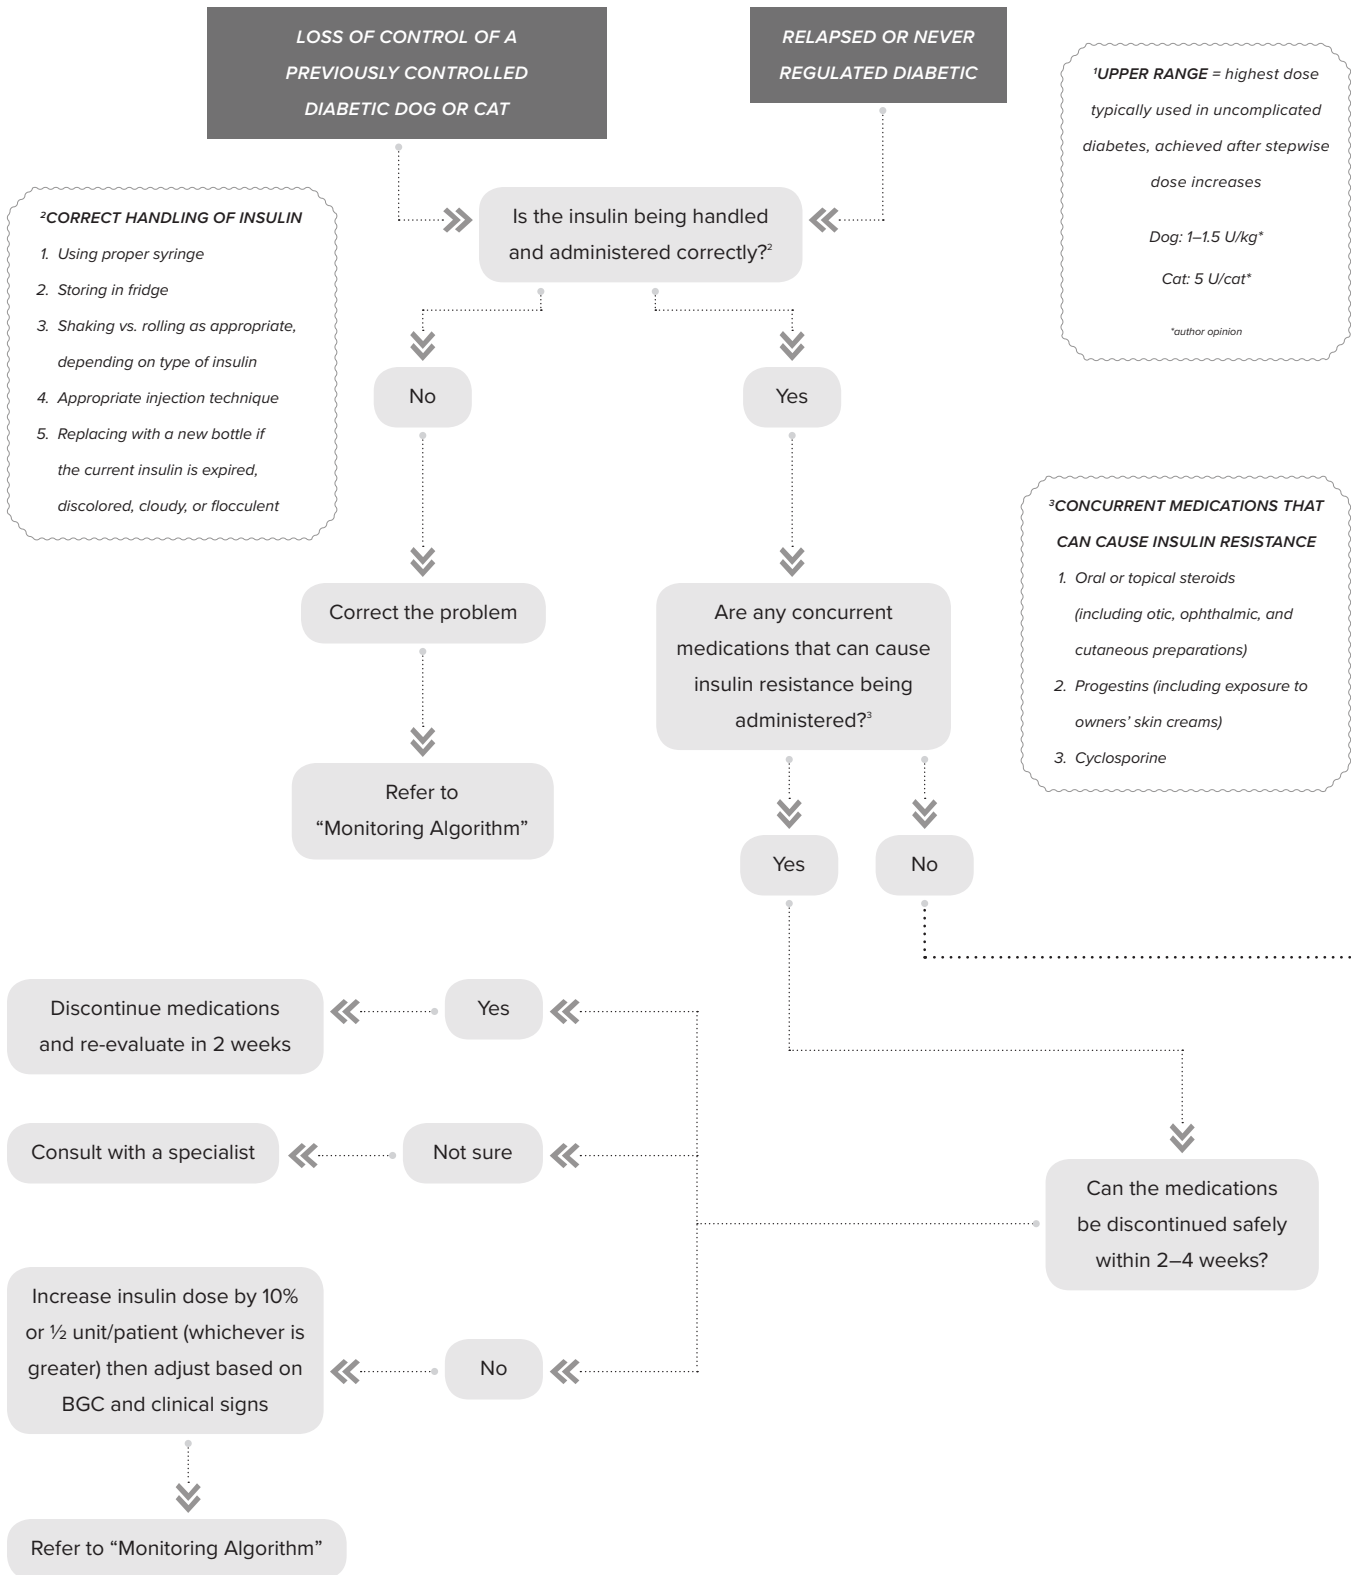 LOSS OF CONTROL OF A
PREVIOUSLY CONTROLLED
DIABETIC DOG OR CAT
RELAPSED OR NEVER
REGULATED DIABETIC
¹UPPER RANGE = highest dose
typically used in uncomplicated
diabetes, achieved after stepwise
dose increases
Dog: 1–1.5 U/kg*
Cat: 5 U/cat*
*author opinion
²CORRECT HANDLING OF INSULIN
1. Using proper syringe
2. Storing in fridge
3. Shaking vs. rolling as appropriate,
depending on type of insulin
4. Appropriate injection technique
5. Replacing with a new bottle if
the current insulin is expired,
discolored, cloudy, or flocculent
Is the insulin being handled
and administered correctly?²
No
Yes
³CONCURRENT MEDICATIONS THAT
CAN CAUSE INSULIN RESISTANCE
1. Oral or topical steroids
(including otic, ophthalmic, and
cutaneous preparations)
2. Progestins (including exposure to
owners’ skin creams)
3. Cyclosporine
Correct the problem
Are any concurrent
medications that can cause
insulin resistance being
administered?³
Refer to
“Monitoring Algorithm”
Yes
No
Discontinue medications
and re-evaluate in 2 weeks
Yes
Consult with a specialist
Not sure
Can the medications
be discontinued safely
within 2–4 weeks?
Increase insulin dose by 10%
or ½ unit/patient (whichever is
greater) then adjust based on
BGC and clinical signs
No
Refer to “Monitoring Algorithm”